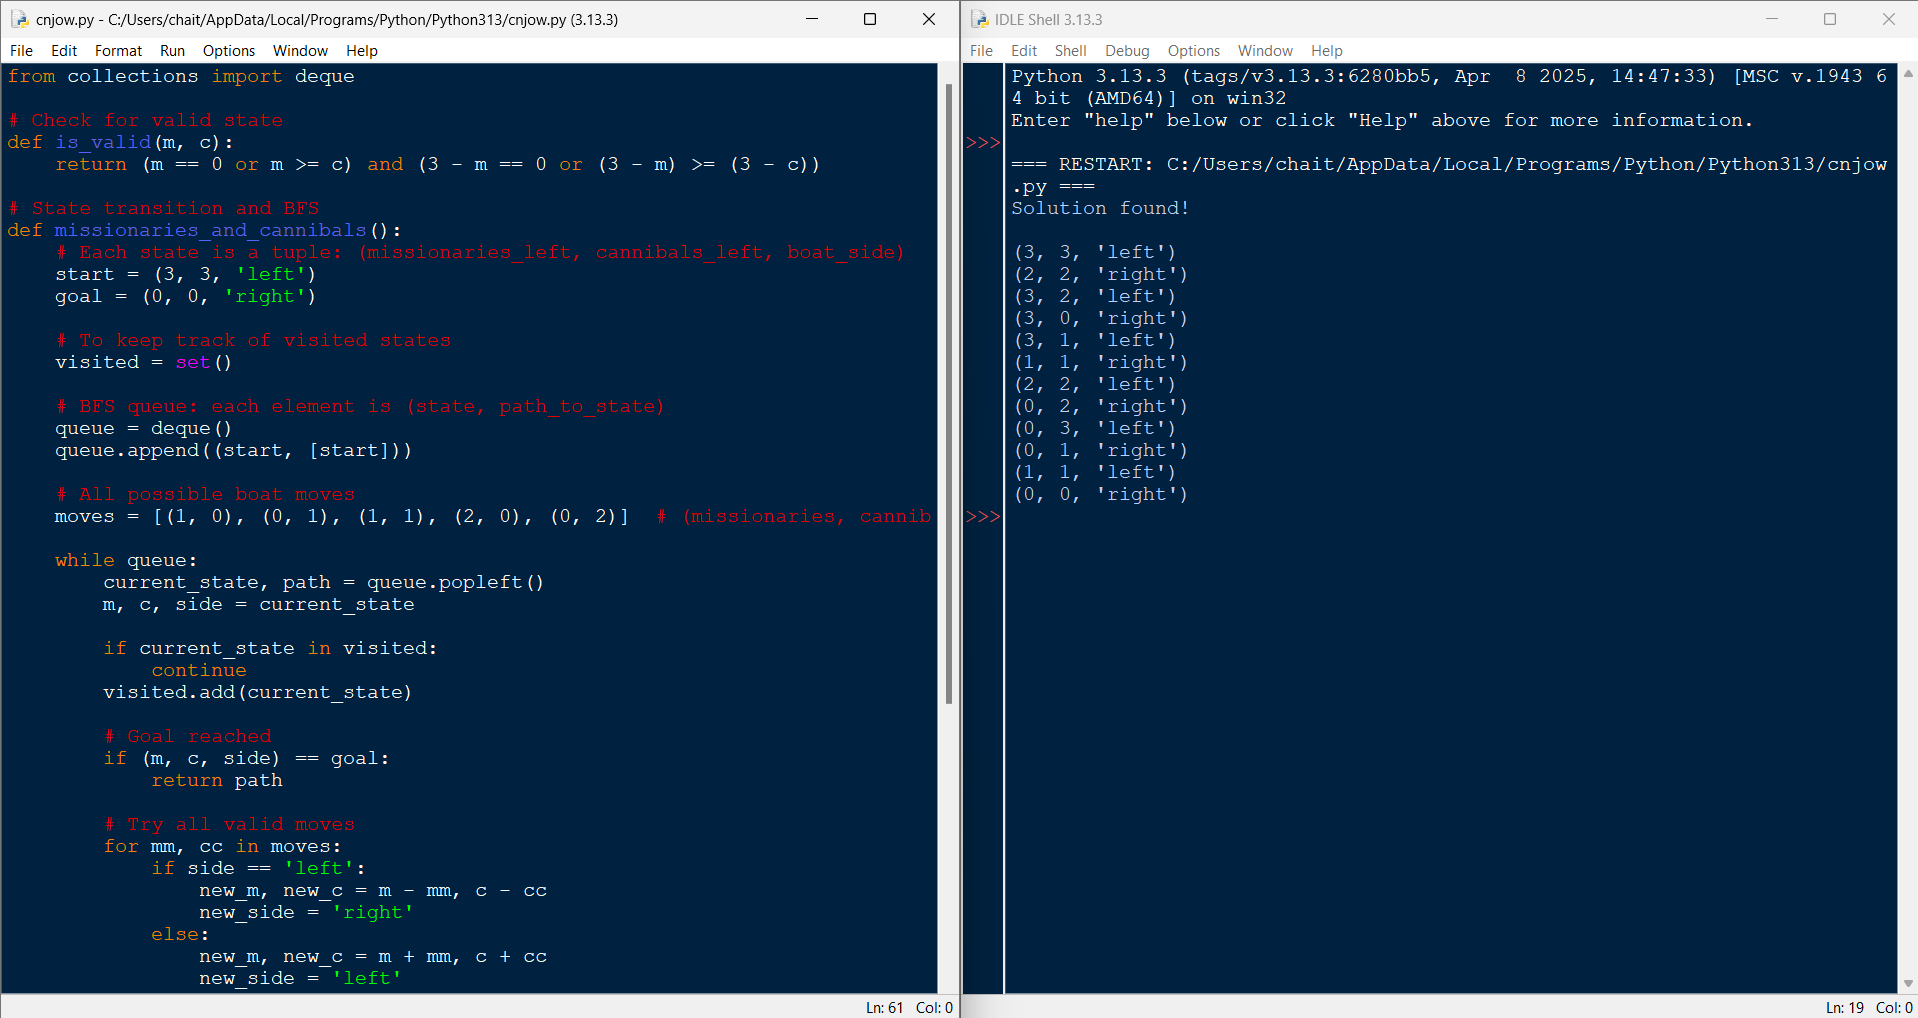 cnjow.py - C:/Users/chait/AppData/Local/Programs/Python/Python313/cnjow.py (3.13.3)
File Edit Format Run Options Window Help
from collections import deque

# Check for valid state
def is_valid(m, c):
    return (m == 0 or m >= c) and (3 - m == 0 or (3 - m) >= (3 - c))

# State transition and BFS
def missionaries_and_cannibals():
    # Each state is a tuple: (missionaries_left, cannibals_left, boat_side)
    start = (3, 3, 'left')
    goal = (0, 0, 'right')

    # To keep track of visited states
    visited = set()

    # BFS queue: each element is (state, path_to_state)
    queue = deque()
    queue.append((start, [start]))

    # All possible boat moves
    moves = [(1, 0), (0, 1), (1, 1), (2, 0), (0, 2)]  # (missionaries, cannib

    while queue:
        current_state, path = queue.popleft()
        m, c, side = current_state

        if current_state in visited:
            continue
        visited.add(current_state)

        # Goal reached
        if (m, c, side) == goal:
            return path

        # Try all valid moves
        for mm, cc in moves:
            if side == 'left':
                new_m, new_c = m - mm, c - cc
                new_side = 'right'
            else:
                new_m, new_c = m + mm, c + cc
                new_side = 'left'
Ln: 61 Col: 0
IDLE Shell 3.13.3
File Edit Shell Debug Options Window Help
Python 3.13.3 (tags/v3.13.3:6280bb5, Apr  8 2025, 14:47:33) [MSC v.1943 6
4 bit (AMD64)] on win32
Enter "help" below or click "Help" above for more information.
>>>
=== RESTART: C:/Users/chait/AppData/Local/Programs/Python/Python313/cnjow
.py ===
Solution found!

(3, 3, 'left')
(2, 2, 'right')
(3, 2, 'left')
(3, 0, 'right')
(3, 1, 'left')
(1, 1, 'right')
(2, 2, 'left')
(0, 2, 'right')
(0, 3, 'left')
(0, 1, 'right')
(1, 1, 'left')
(0, 0, 'right')
>>>
Ln: 19 Col: 0